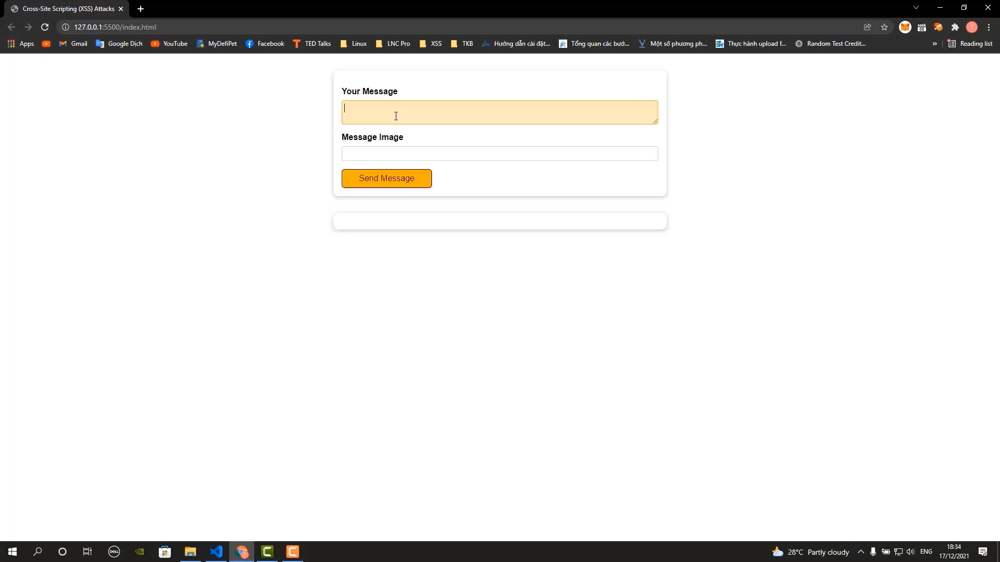 Cross-Site Scripting (XSS) Attacks
127.0.0.1:5500/index.html
Apps Gmail Google Dịch YouTube MyDefiPet Facebook TED Talks Linux LNC Pro XSS TKB Hướng dẫn cài đặt... Tổng quan các bướ... Một số phương ph... Thực hành upload f... Random Test Credit... » Reading list
Your Message
Message Image
Send Message
28°C Partly cloudy ENG 18:34
17/12/2021